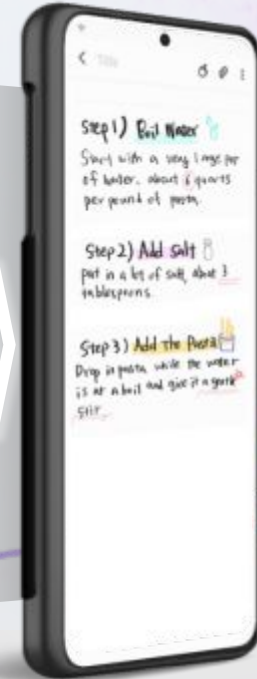 Title
Step 1) Boil Water
Start with a very large pot
of water, about 6 quarts
per pound of pasta.
Step 2) Add Salt
put in a lot of salt, about 3
tablespoons.
Step 3) Add The Pasta
Drop in pasta while the water
is at a boil and give it a gentle
stir.